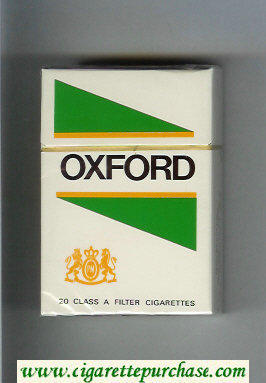 OXFORD
20 CLASS A FILTER CIGARETTES
www.cigarettepurchase.com